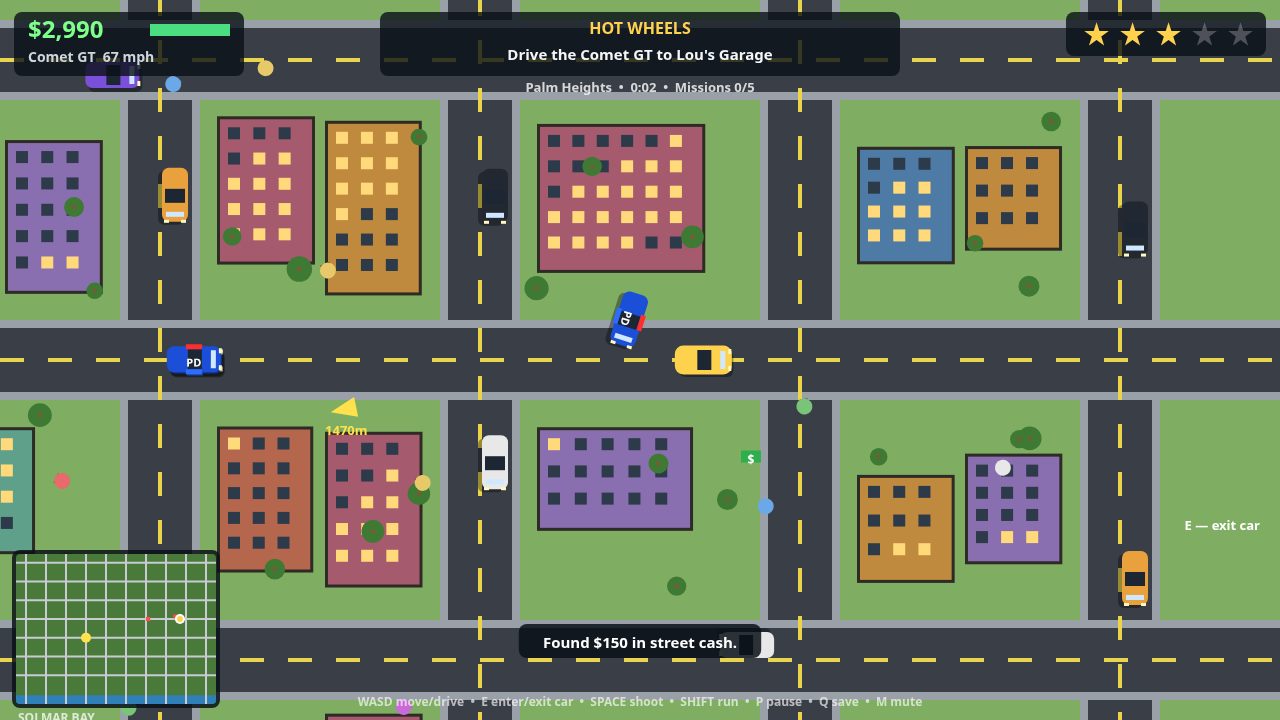 $2,990
Comet GT 67 mph
HOT WHEELS
Drive the Comet GT to Lou's Garage
Palm Heights • 0:02 • Missions 0/5
PD
PD
1470m
$
E — exit car
Found $150 in street cash.
WASD move/drive • E enter/exit car • SPACE shoot • SHIFT run • P pause • Q save • M mute
SOLMAR BAY